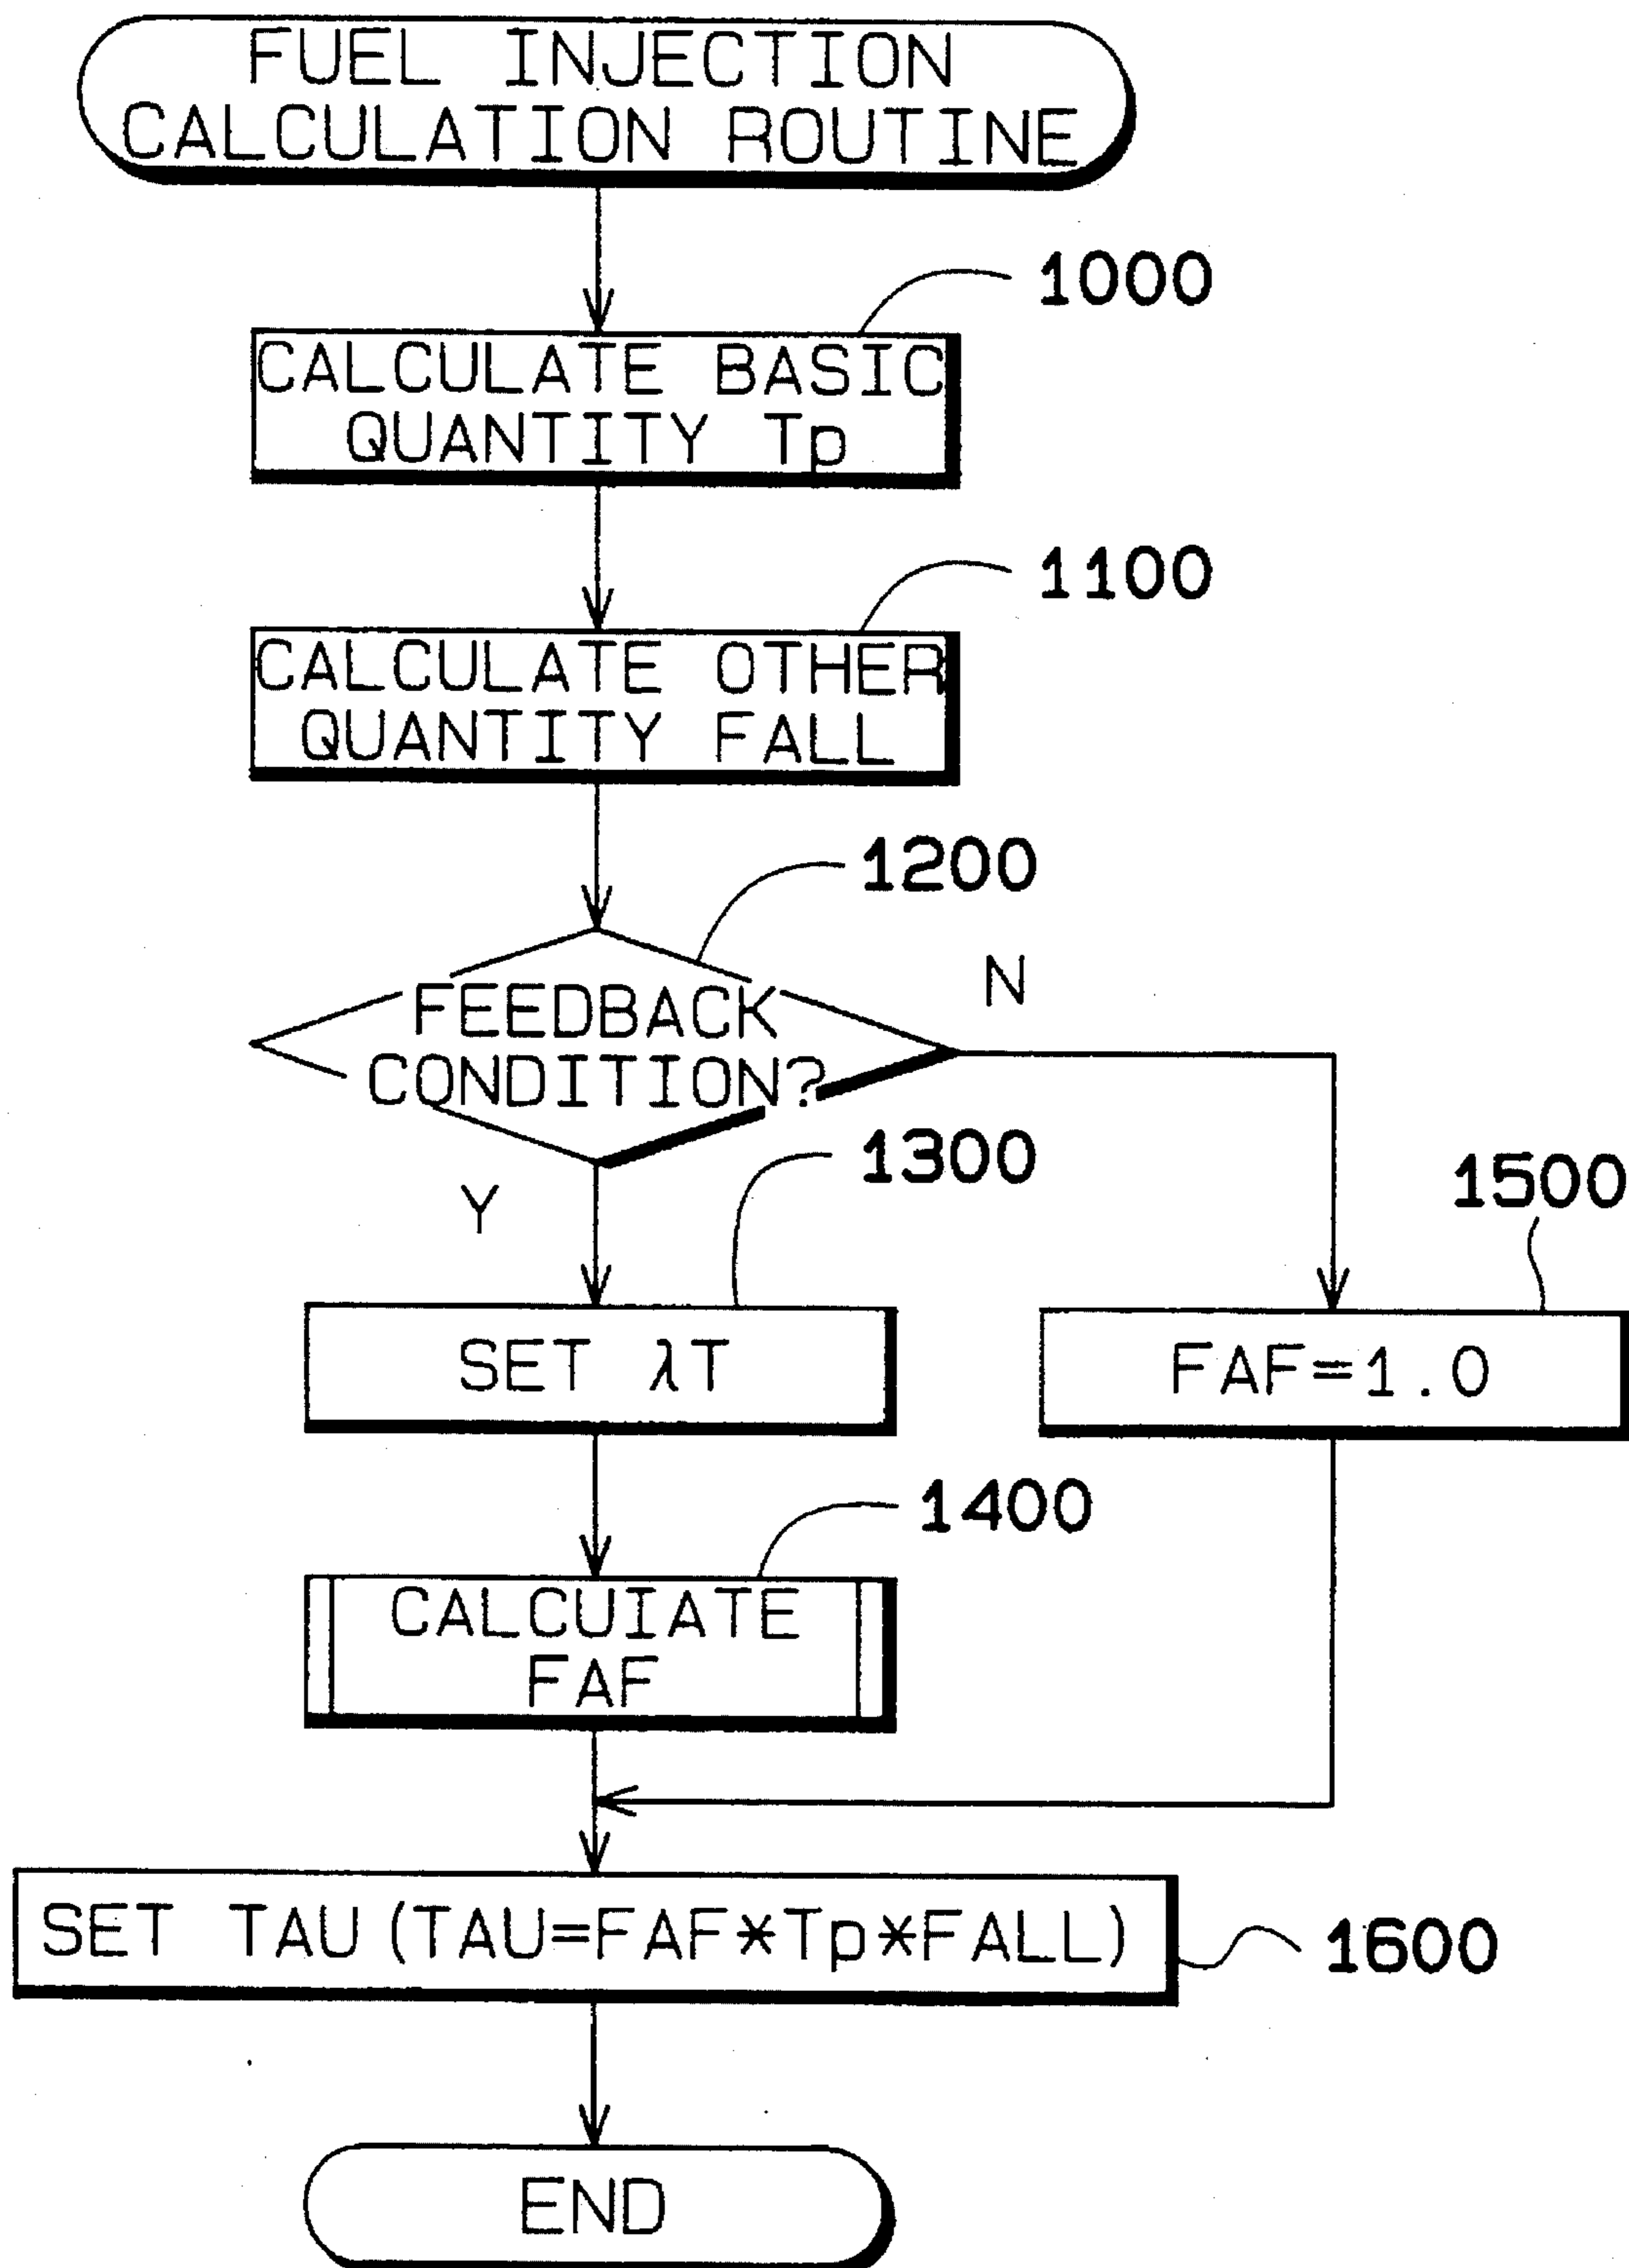 FUEL INJECTION
CALCULATION ROUTINE
1000
CALCULATE BASIC
QUANTITY Tp
1100
CALCULATE OTHER
QUANTITY FALL
1200
FEEDBACK
CONDITION?
N
Y
1300
1500
SET λT
FAF=1.0
1400
CALCUIATE
FAF
SET TAU (TAU=FAF*Tp*FALL)
1600
END